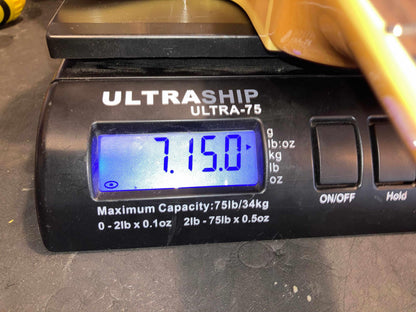 ULTRASHIP
ULTRA-75
7.15.0
g
lb:oz
kg
lb
oz
ON/OFF
Hold
Maximum Capacity:75lb/34kg
0 - 2lb x 0.1oz 2lb - 75lb x 0.5oz